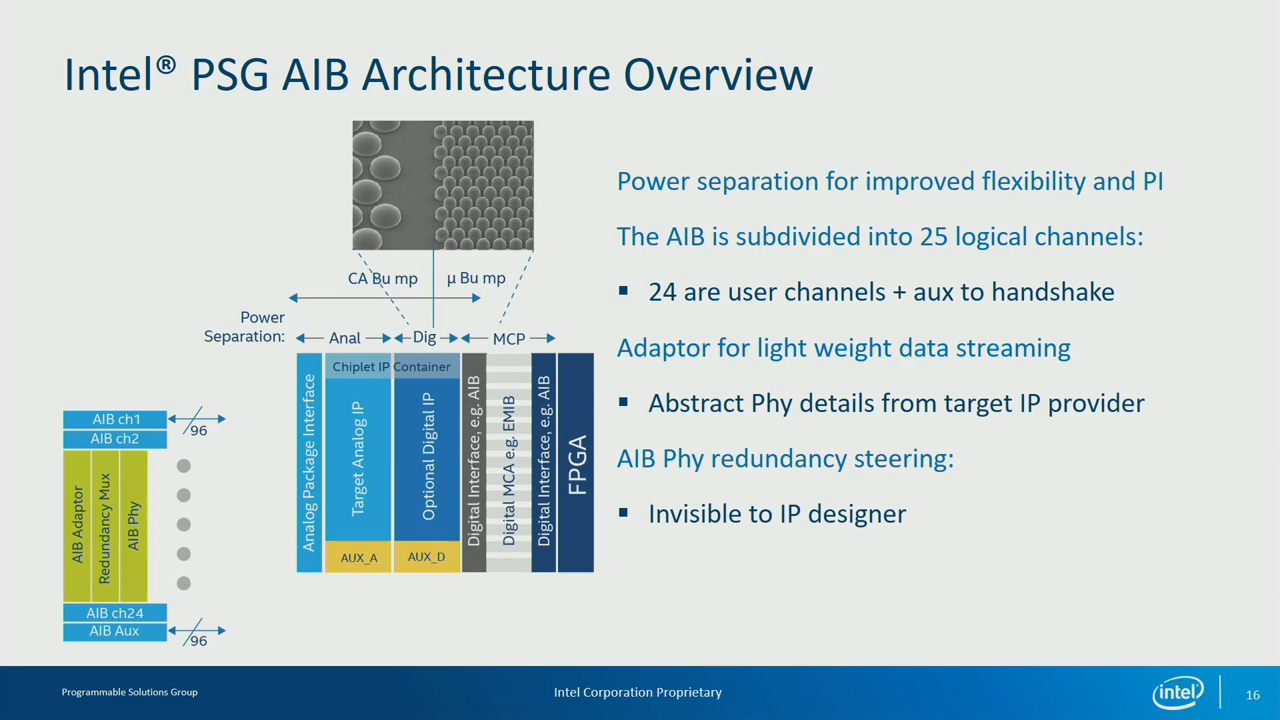 Intel® PSG AIB Architecture Overview
CA Bu mp
µ Bu mp
Power
Separation:
Anal
Dig
MCP
Chiplet IP Container
Analog Package Interface
Target Analog IP
Optional Digital IP
Digital Interface, e.g. AIB
Digital MCA e.g. EMIB
Digital Interface, e.g. AIB
FPGA
AUX_A
AUX_D
AIB ch1
96
AIB ch2
AIB Adaptor
Redundancy Mux
AIB Phy
AIB ch24
AIB Aux
96
Power separation for improved flexibility and PI
The AIB is subdivided into 25 logical channels:
▪ 24 are user channels + aux to handshake
Adaptor for light weight data streaming
▪ Abstract Phy details from target IP provider
AIB Phy redundancy steering:
▪ Invisible to IP designer
Programmable Solutions Group
Intel Corporation Proprietary
intel
16